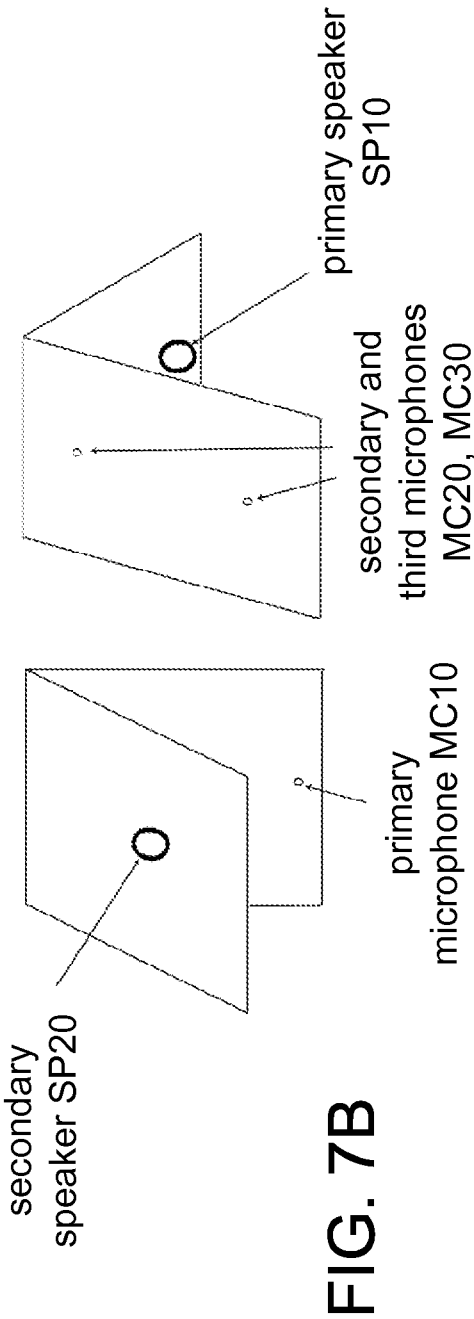 secondary
speaker SP20
primary
microphone MC10
secondary and
third microphones
MC20, MC30
primary speaker
SP10
FIG. 7B